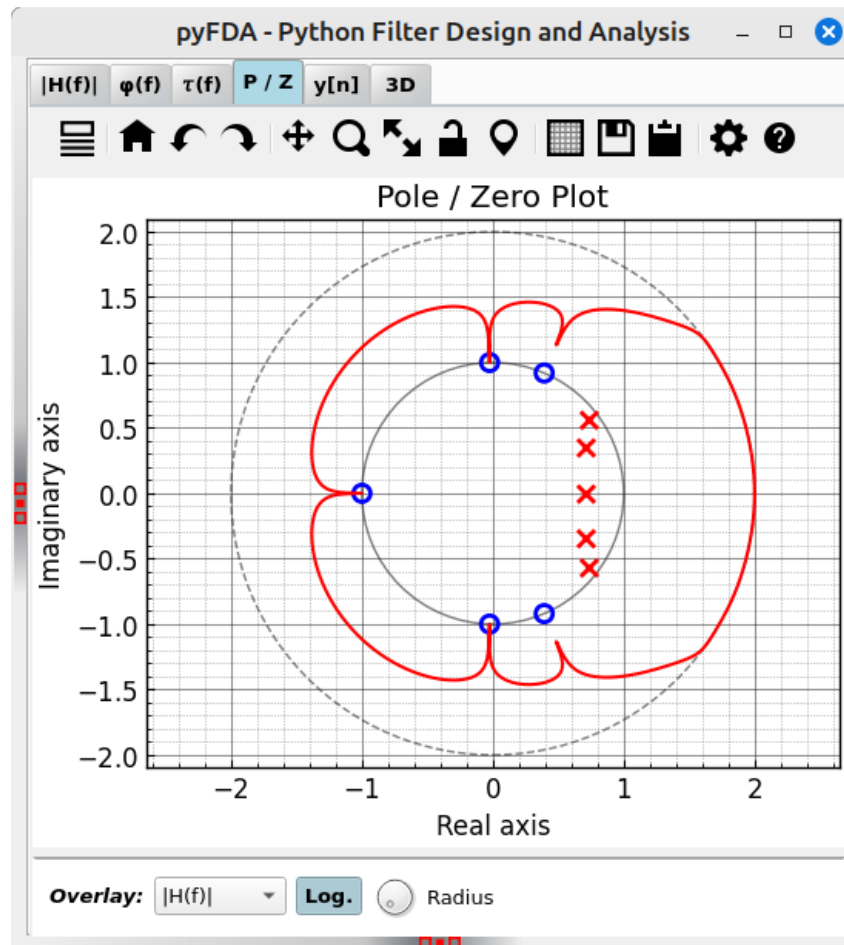 pyFDA - Python Filter Design and Analysis
|H(f)| φ(f) τ(f) P / Z y[n] 3D
Pole / Zero Plot
2.0
1.5
1.0
0.5
0.0
−0.5
−1.0
−1.5
−2.0
Imaginary axis
−2 −1 0 1 2
Real axis
Overlay: |H(f)| Log. Radius